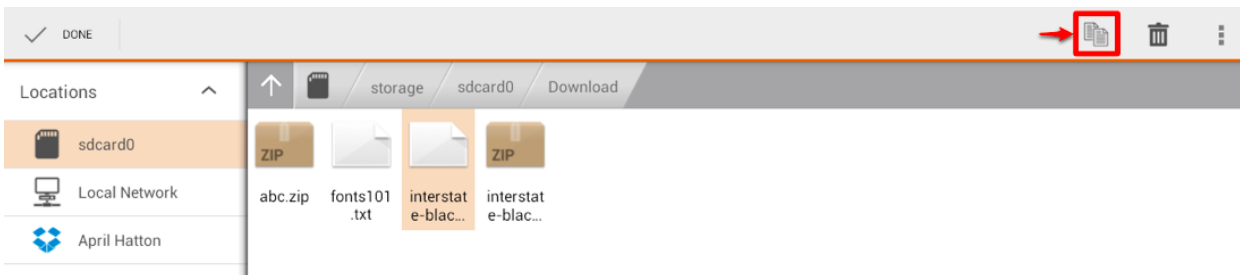 DONE
Locations
storage
sdcard0
Download
sdcard0
Local Network
April Hatton
ZIP
ZIP
abc.zip
fonts101
.txt
interstat
e-blac...
interstat
e-blac...